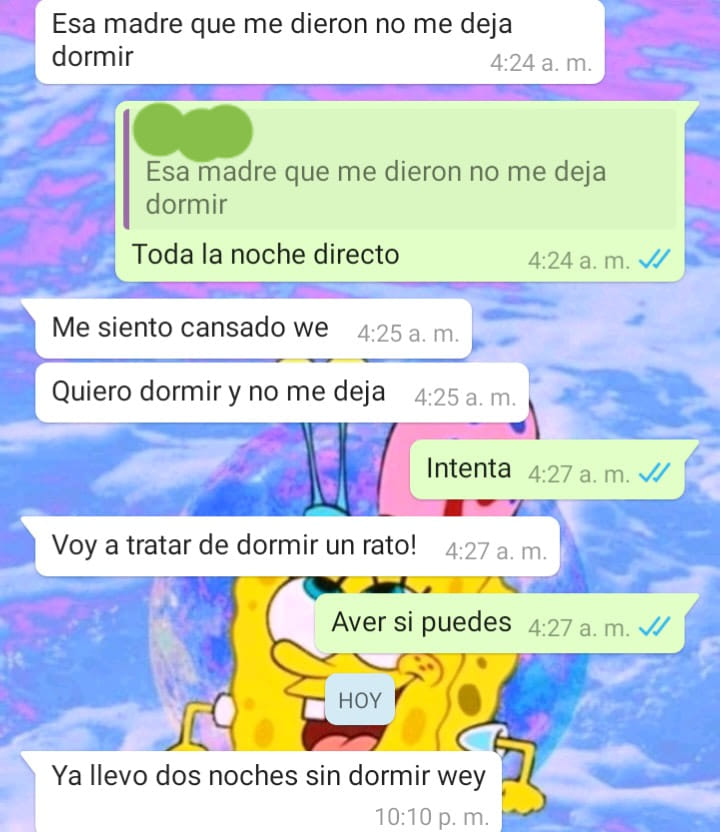 Esa madre que me dieron no me deja
dormir
4:24 a. m.
Esa madre que me dieron no me deja
dormir
Toda la noche directo
4:24 a. m.
Me siento cansado we
4:25 a. m.
Quiero dormir y no me deja
4:25 a. m.
Intenta
4:27 a. m.
Voy a tratar de dormir un rato!
4:27 a. m.
Aver si puedes
4:27 a. m.
HOY
Ya llevo dos noches sin dormir wey
10:10 p. m.